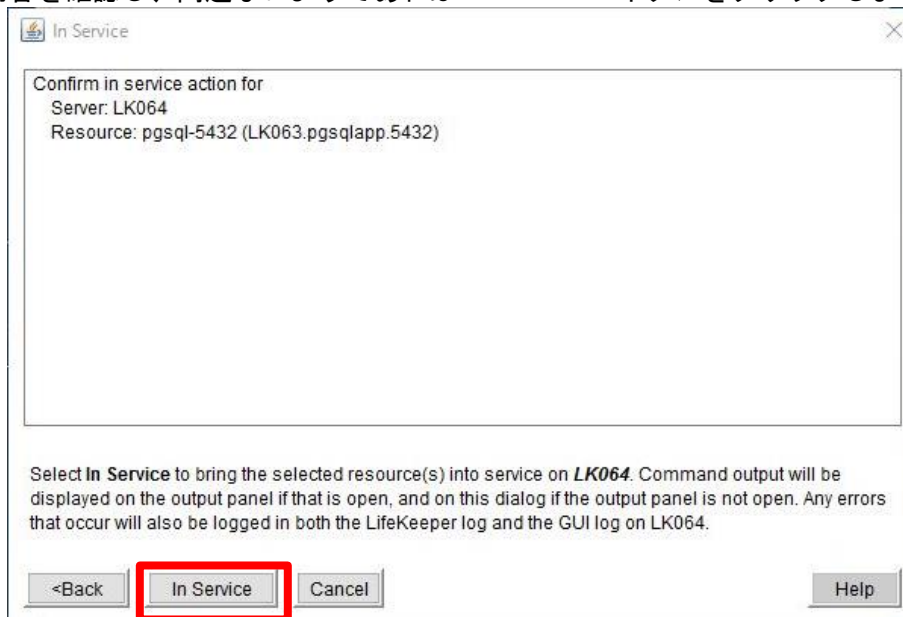 In Service
Confirm in service action for
Server: LK064
Resource: pgsql-5432 (LK063.pgsqlapp.5432)
Select In Service to bring the selected resource(s) into service on LK064. Command output will be
displayed on the output panel if that is open, and on this dialog if the output panel is not open. Any errors
that occur will also be logged in both the LifeKeeper log and the GUI log on LK064.
<Back In Service Cancel Help